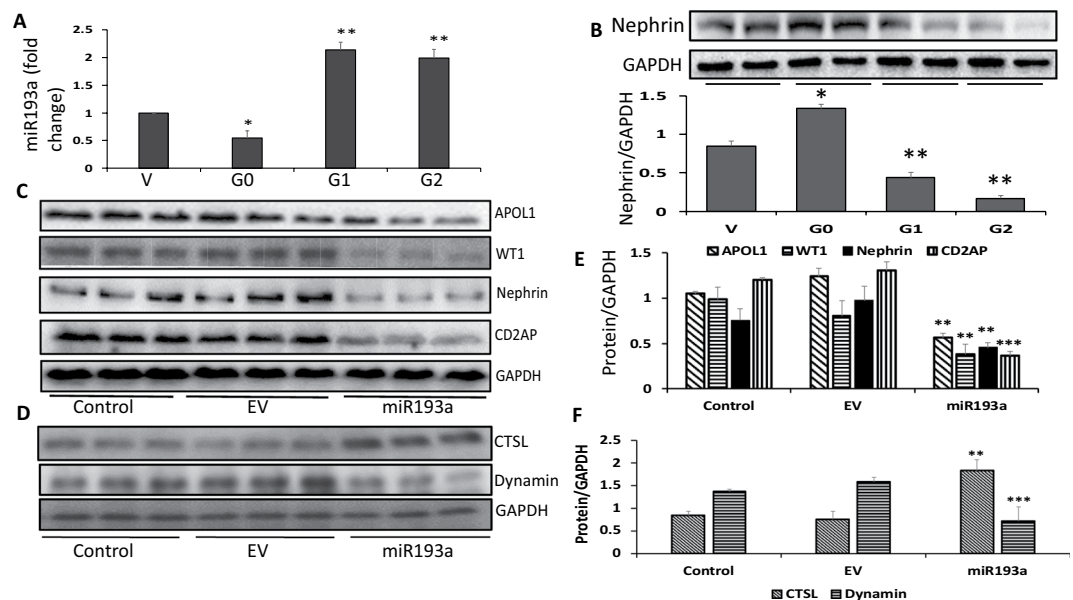 A
miR193a (fold
change)
2.5
2
1.5
1
0.5
0
*
**
**
V G0 G1 G2
B
Nephrin
GAPDH
Nephrin/GAPDH
1.5
1
0.5
0
*
**
**
V G0 G1 G2
C
APOL1
WT1
Nephrin
CD2AP
GAPDH
Control EV miR193a
D
CTSL
Dynamin
GAPDH
Control EV miR193a
E
APOL1 WT1 Nephrin CD2AP
Protein/GAPDH
1.5
1
0.5
0
** ** ** ***
Control EV miR193a
F
Protein/GAPDH
2.5
2
1.5
1
0.5
0
**
***
Control EV miR193a
CTSL Dynamin